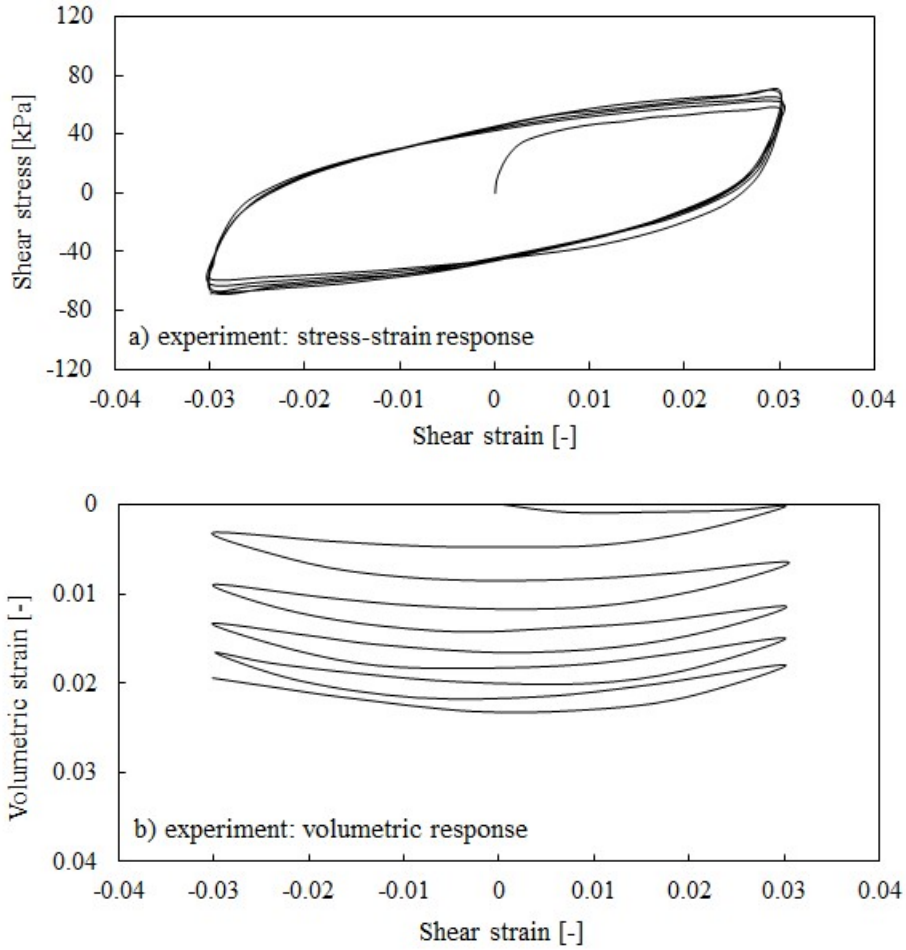 120
80
40
0
-40
-80
-120
Shear stress [kPa]
a) experiment: stress-strain response
-0.04 -0.03 -0.02 -0.01 0 0.01 0.02 0.03 0.04
Shear strain [-]
0
0.01
0.02
0.03
0.04
Volumetric strain [-]
b) experiment: volumetric response
-0.04 -0.03 -0.02 -0.01 0 0.01 0.02 0.03 0.04
Shear strain [-]